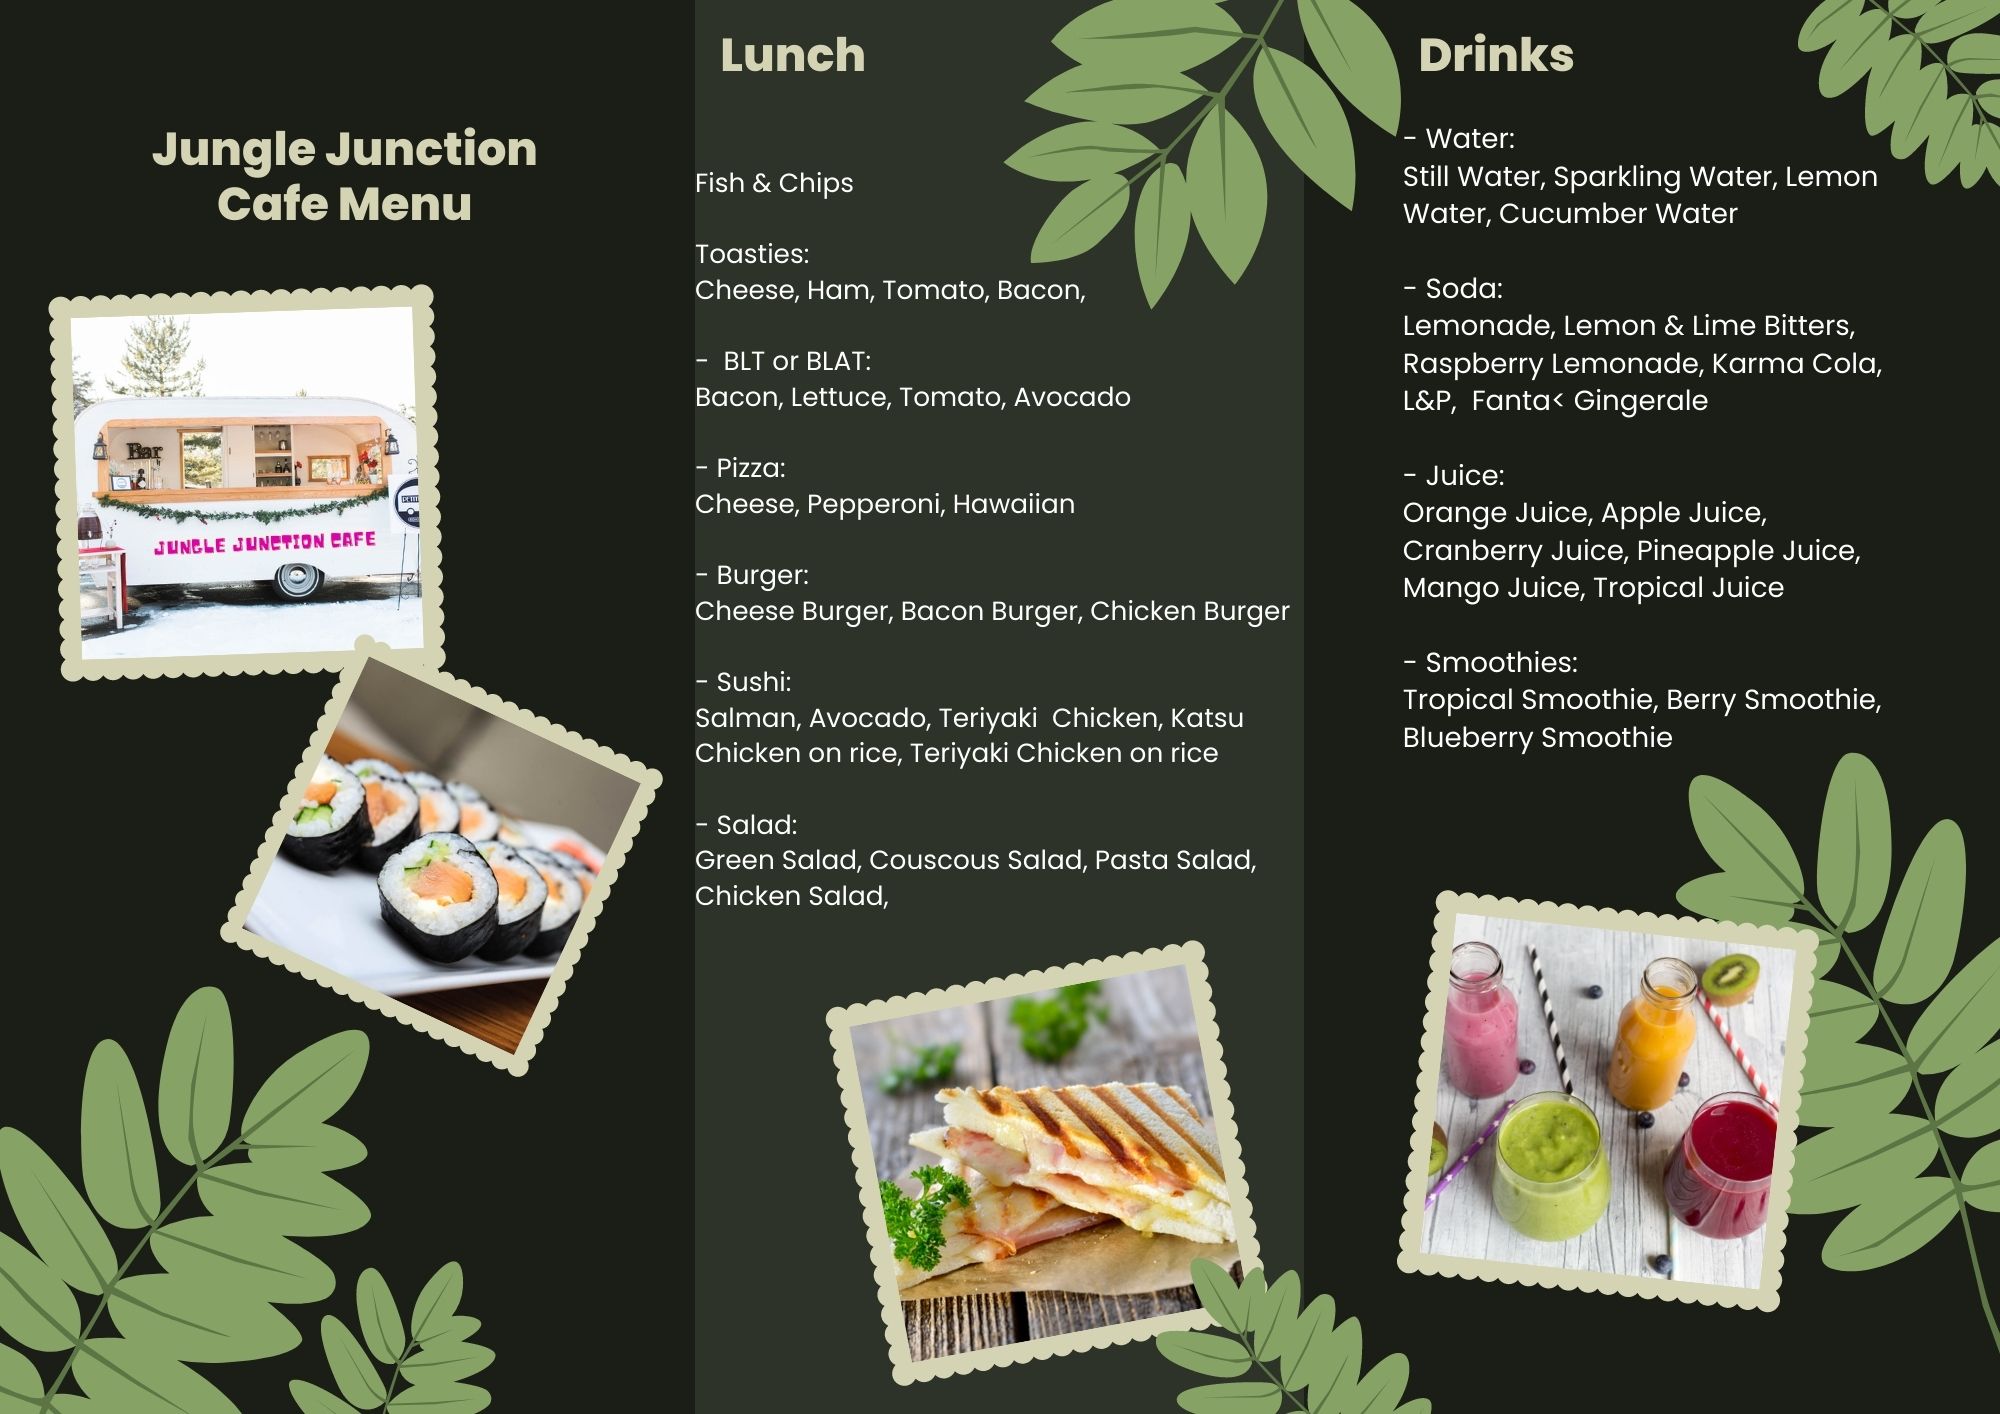 Jungle Junction
Cafe Menu
Bar
JUNGLE JUNCTION CAFE
Lunch
Fish & Chips
Toasties:
Cheese, Ham, Tomato, Bacon,
-  BLT or BLAT:
Bacon, Lettuce, Tomato, Avocado
- Pizza:
Cheese, Pepperoni, Hawaiian
- Burger:
Cheese Burger, Bacon Burger, Chicken Burger
- Sushi:
Salman, Avocado, Teriyaki  Chicken, Katsu
Chicken on rice, Teriyaki Chicken on rice
- Salad:
Green Salad, Couscous Salad, Pasta Salad,
Chicken Salad,
Drinks
- Water:
Still Water, Sparkling Water, Lemon
Water, Cucumber Water
- Soda:
Lemonade, Lemon & Lime Bitters,
Raspberry Lemonade, Karma Cola,
L&P,  Fanta< Gingerale
- Juice:
Orange Juice, Apple Juice,
Cranberry Juice, Pineapple Juice,
Mango Juice, Tropical Juice
- Smoothies:
Tropical Smoothie, Berry Smoothie,
Blueberry Smoothie